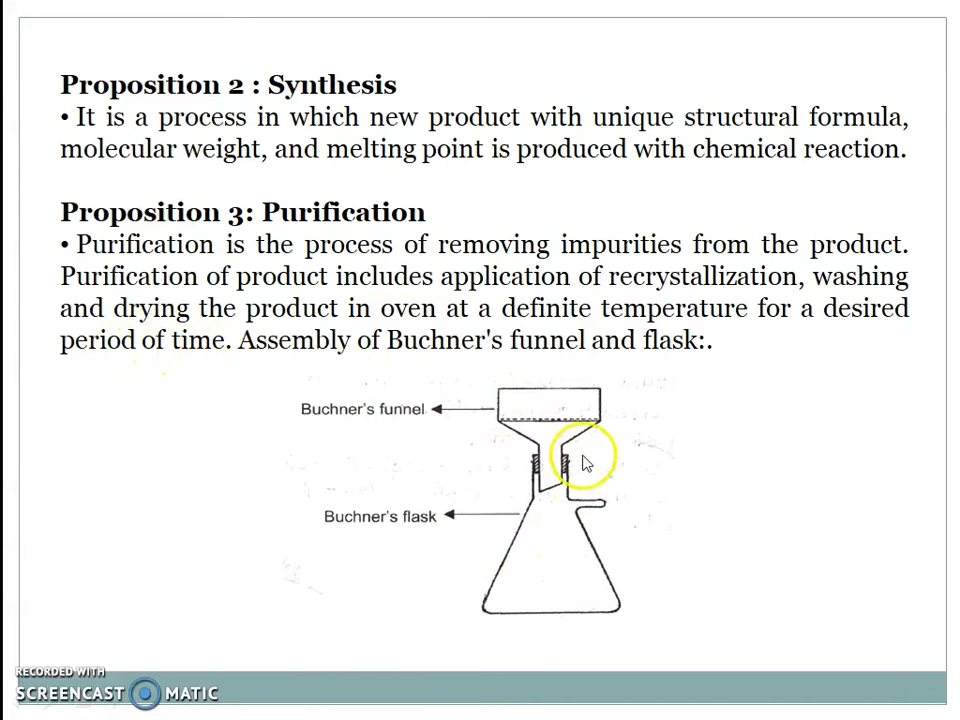 Proposition 2 : Synthesis
• It is a process in which new product with unique structural formula,
molecular weight, and melting point is produced with chemical reaction.
Proposition 3: Purification
• Purification is the process of removing impurities from the product.
Purification of product includes application of recrystallization, washing
and drying the product in oven at a definite temperature for a desired
period of time. Assembly of Buchner's funnel and flask:.
Buchner's funnel
Buchner's flask
RECORDED WITH
SCREENCAST MATIC